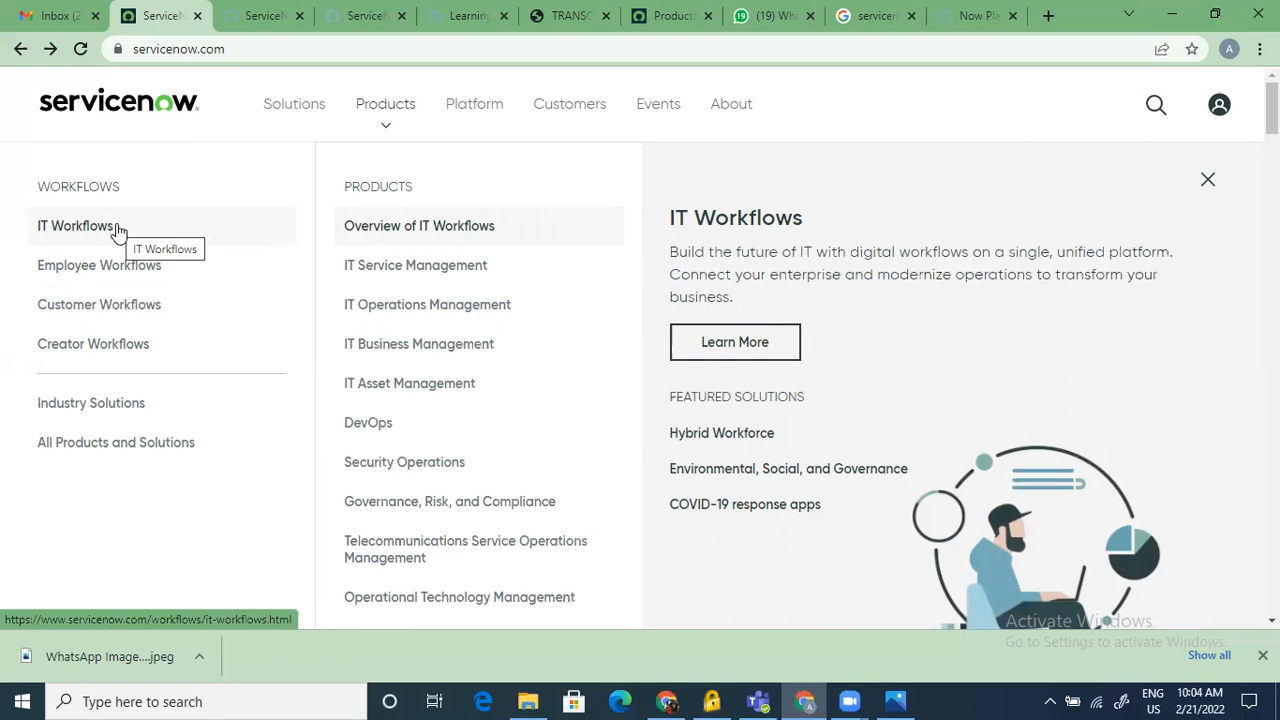 Inbox (2
ServiceN
ServiceN
ServiceN
Learning
TRANSC
Products
(19) Wha
servicen
Now Pla
servicenow.com
A
servicenow
Solutions
Products
Platform
Customers
Events
About
WORKFLOWS
IT Workflows
IT Workflows
Employee Workflows
Customer Workflows
Creator Workflows
Industry Solutions
All Products and Solutions
PRODUCTS
Overview of IT Workflows
IT Service Management
IT Operations Management
IT Business Management
IT Asset Management
DevOps
Security Operations
Governance, Risk, and Compliance
Telecommunications Service Operations
Management
Operational Technology Management
IT Workflows
Build the future of IT with digital workflows on a single, unified platform.
Connect your enterprise and modernize operations to transform your
business.
Learn More
FEATURED SOLUTIONS
Hybrid Workforce
Environmental, Social, and Governance
COVID-19 response apps
Activate Windows
Go to Settings to activate Windows.
https://www.servicenow.com/workflows/it-workflows.html
WhatsApp Image....jpeg
Show all
Type here to search
ENG
US
10:04 AM
2/21/2022